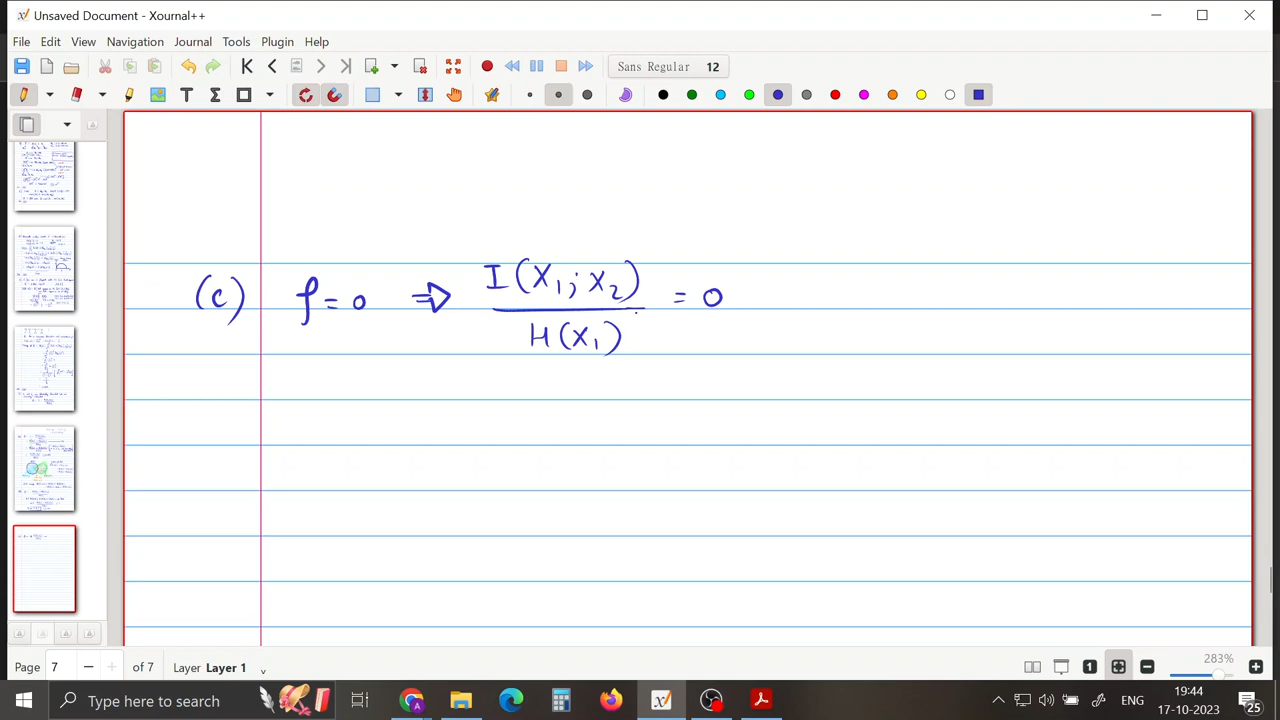 Unsaved Document - Xournal++
File Edit View Navigation Journal Tools Plugin Help
Sans Regular 12
(c) ρ = 0 ⇒ I(X₁; X₂) / H(X₁) = 0
Page 7 of 7 Layer Layer 1 283%
Type here to search
ENG 19:44
17-10-2023 25